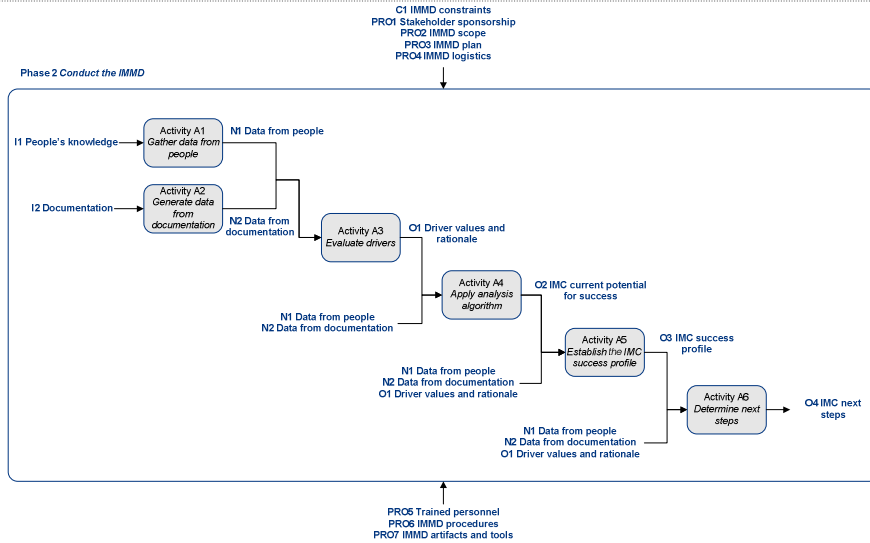 C1 IMMD constraints
PRO1 Stakeholder sponsorship
PRO2 IMMD scope
PRO3 IMMD plan
PRO4 IMMD logistics
Phase 2 Conduct the IMMD
I1 People's knowledge
Activity A1
Gather data from
people
N1 Data from people
I2 Documentation
Activity A2
Generate data
from
documentation
N2 Data from
documentation
Activity A3
Evaluate drivers
O1 Driver values and
rationale
N1 Data from people
N2 Data from documentation
Activity A4
Apply analysis
algorithm
O2 IMC current potential
for success
N1 Data from people
N2 Data from documentation
O1 Driver values and rationale
Activity A5
Establish the IMC
success profile
O3 IMC success
profile
N1 Data from people
N2 Data from documentation
O1 Driver values and rationale
Activity A6
Determine next
steps
O4 IMC next
steps
PRO5 Trained personnel
PRO6 IMMD procedures
PRO7 IMMD artifacts and tools